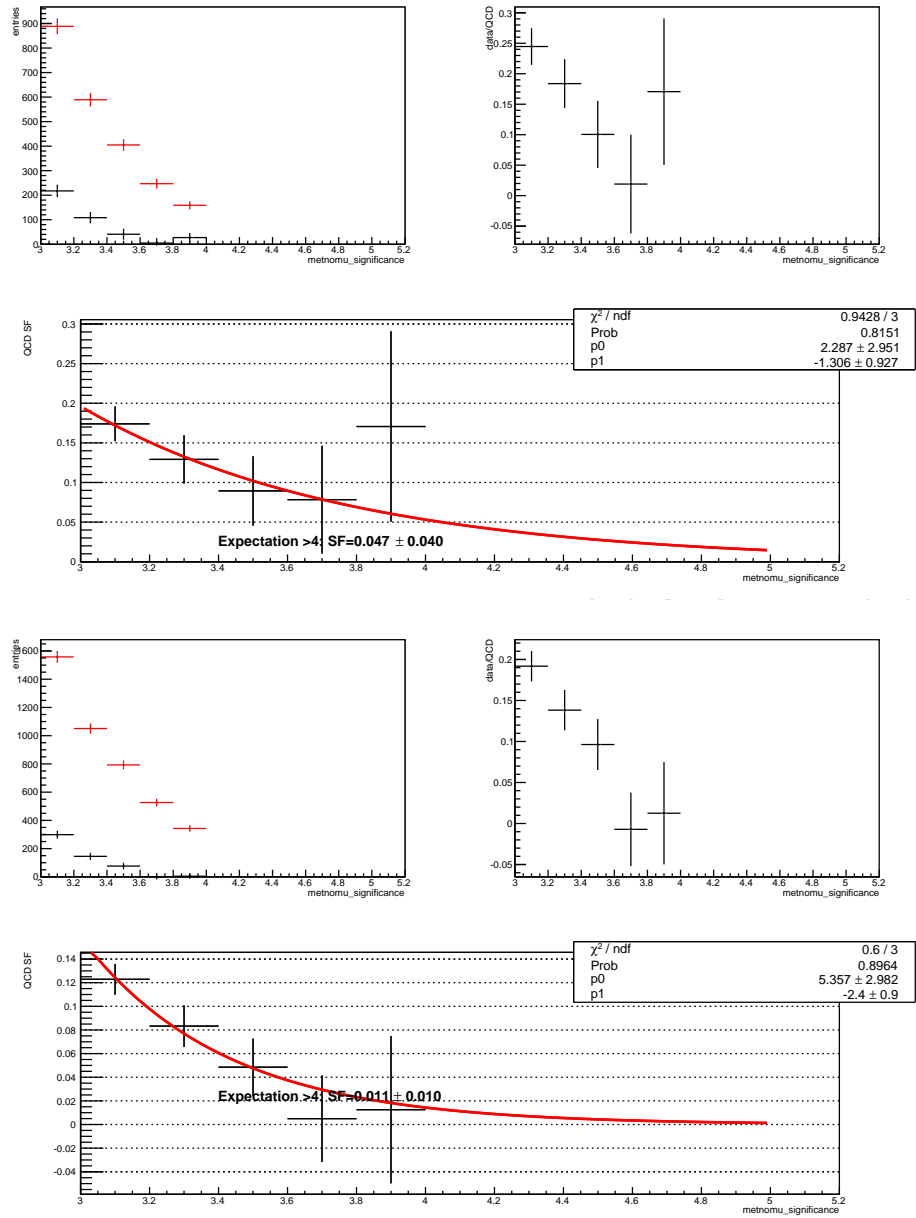 entries
900
800
700
600
500
400
300
200
100
0
3 3.2 3.4 3.6 3.8 4 4.2 4.4 4.6 4.8 5 5.2
metnomu_significance
data/QCD
0.3
0.25
0.2
0.15
0.1
0.05
0
-0.05
3 3.2 3.4 3.6 3.8 4 4.2 4.4 4.6 4.8 5 5.2
metnomu_significance
QCD SF
0.3
0.25
0.2
0.15
0.1
0.05
0
χ² / ndf 0.9428 / 3
Prob 0.8151
p0 2.287 ± 2.951
p1 -1.306 ± 0.927
Expectation >4: SF=0.047 ± 0.040
3 3.2 3.4 3.6 3.8 4 4.2 4.4 4.6 4.8 5 5.2
metnomu_significance
entries
1600
1400
1200
1000
800
600
400
200
0
3 3.2 3.4 3.6 3.8 4 4.2 4.4 4.6 4.8 5 5.2
metnomu_significance
data/QCD
0.2
0.15
0.1
0.05
0
-0.05
3 3.2 3.4 3.6 3.8 4 4.2 4.4 4.6 4.8 5 5.2
metnomu_significance
QCD SF
0.14
0.12
0.1
0.08
0.06
0.04
0.02
0
-0.02
-0.04
χ² / ndf 0.6 / 3
Prob 0.8964
p0 5.357 ± 2.982
p1 -2.4 ± 0.9
Expectation >4: SF=0.011 ± 0.010
3 3.2 3.4 3.6 3.8 4 4.2 4.4 4.6 4.8 5 5.2
metnomu_significance